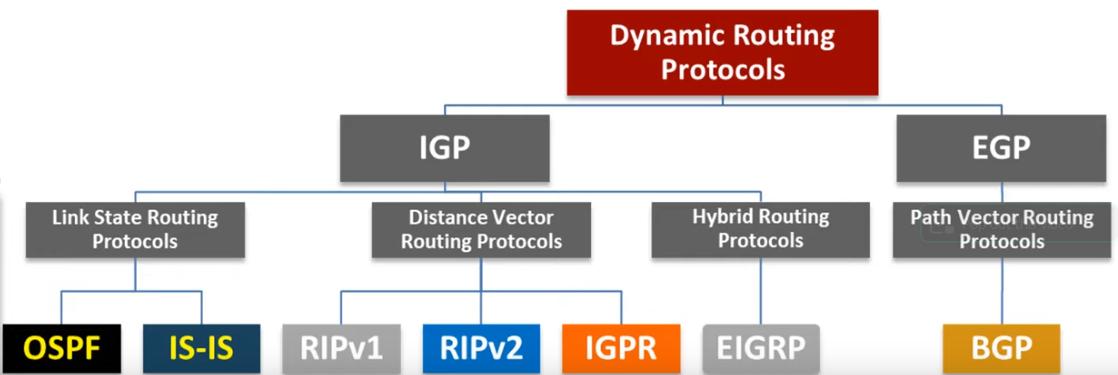 Dynamic Routing
Protocols
IGP
EGP
Link State Routing
Protocols
Distance Vector
Routing Protocols
Hybrid Routing
Protocols
Path Vector Routing
Protocols
OSPF
IS-IS
RIPv1
RIPv2
IGPR
EIGRP
BGP